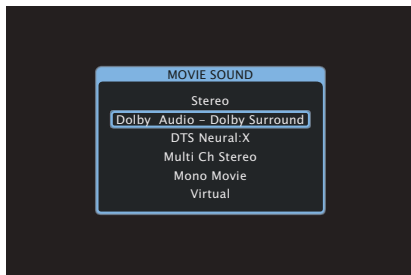 MOVIE SOUND
Stereo
Dolby Audio – Dolby Surround
DTS Neural:X
Multi Ch Stereo
Mono Movie
Virtual